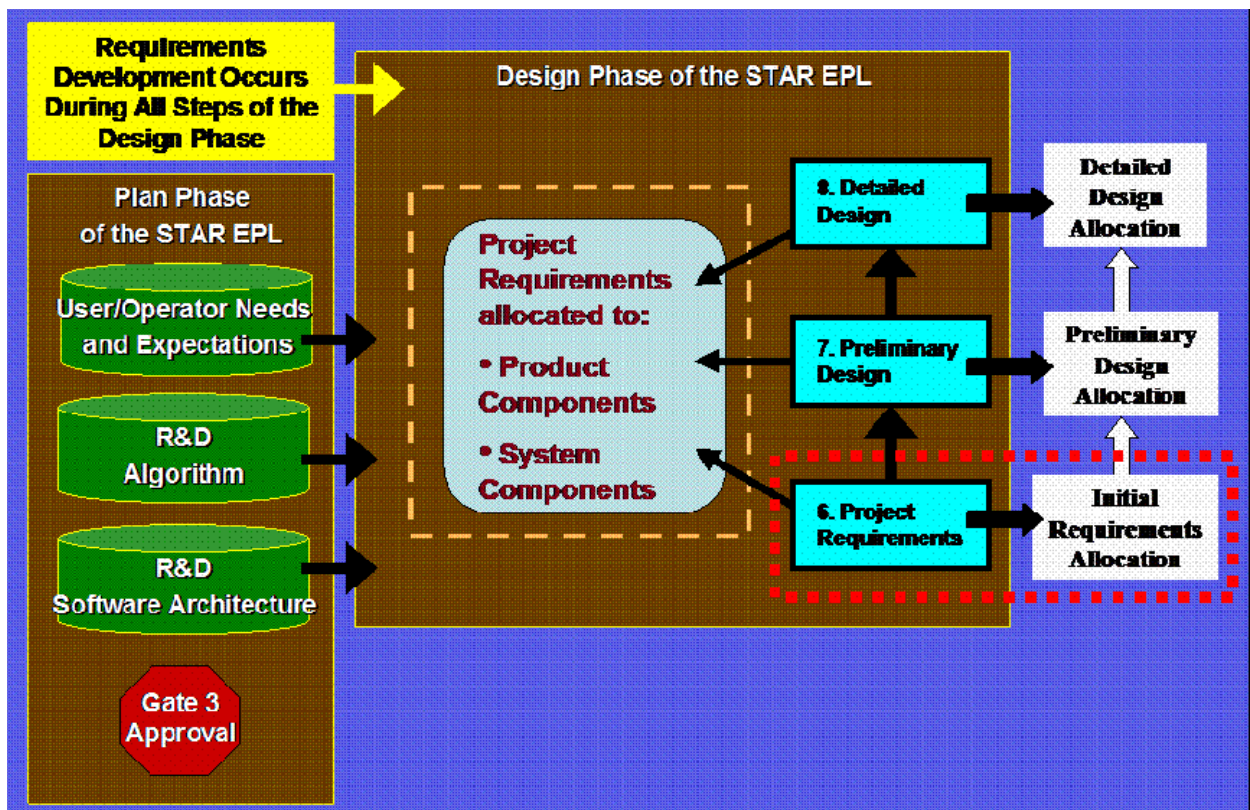 Requirements
Development Occurs
During All Steps of the
Design Phase
Plan Phase
of the STAR EPL
User/Operator Needs
and Expectations
R&D
Algorithm
R&D
Software Architecture
Gate 3
Approval
Design Phase of the STAR EPL
Project
Requirements
allocated to:
• Product
Components
• System
Components
8. Detailed
Design
7. Preliminary
Design
6. Project
Requirements
Detailed
Design
Allocation
Preliminary
Design
Allocation
Initial
Requirements
Allocation